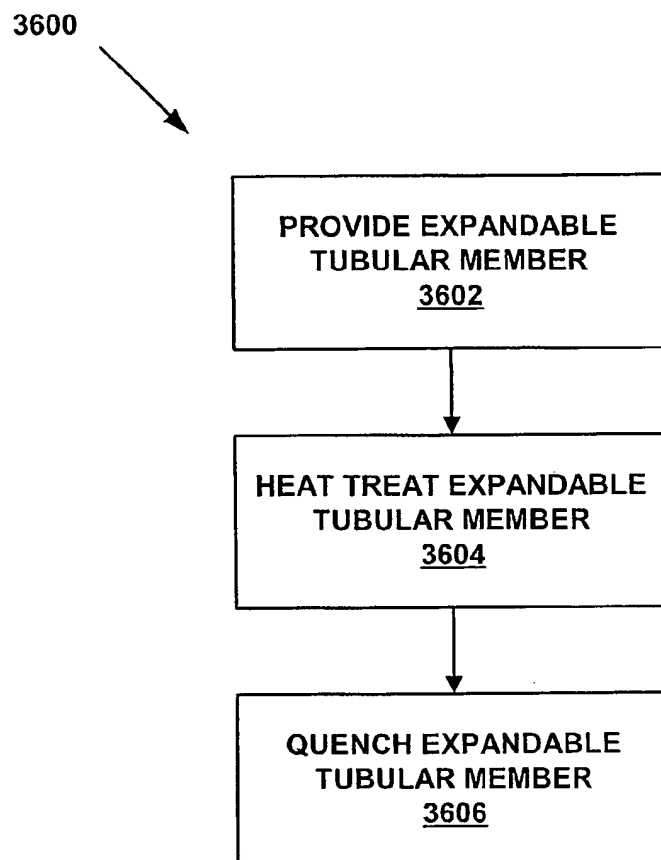 3600
PROVIDE EXPANDABLE
TUBULAR MEMBER
3602
HEAT TREAT EXPANDABLE
TUBULAR MEMBER
3604
QUENCH EXPANDABLE
TUBULAR MEMBER
3606